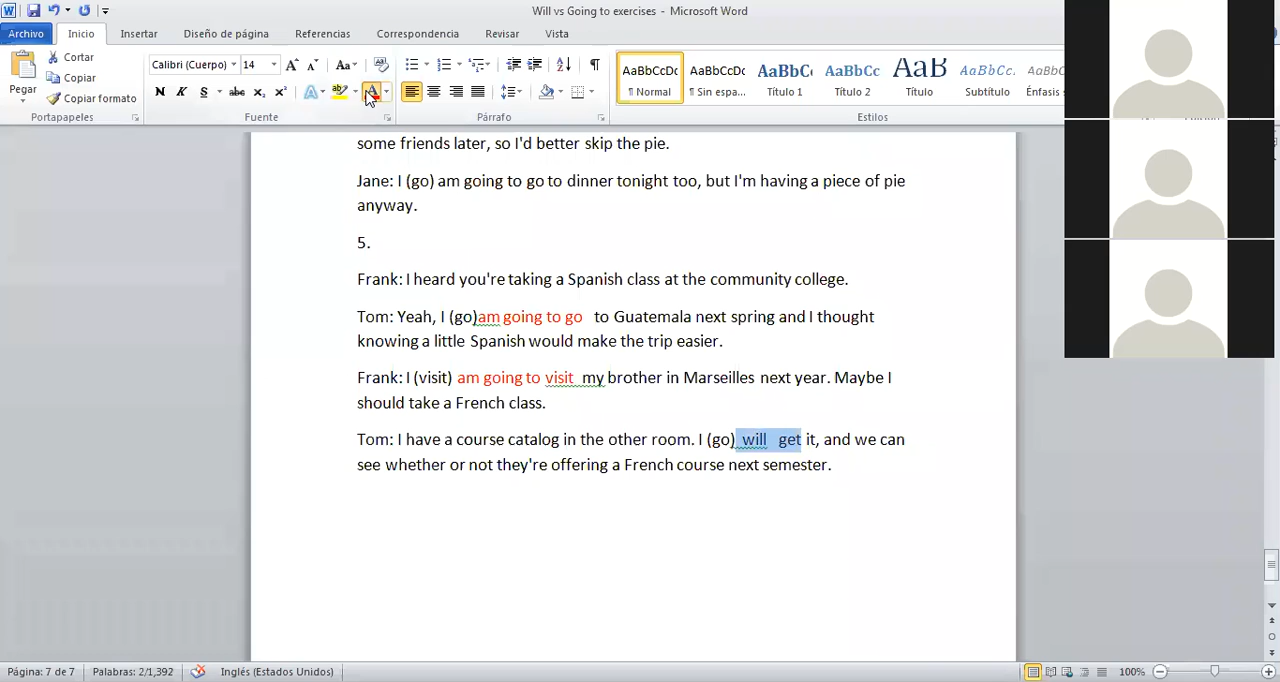 Will vs Going to exercises - Microsoft Word
Archivo Inicio Insertar Diseño de página Referencias Correspondencia Revisar Vista
Pegar Cortar
Copiar
Copiar formato
Portapapeles
Calibri (Cuerpo) 14
Fuente
Párrafo
AaBbCcDc AaBbCcDc AaBbC AaBbCc AaB AaBbCc.
¶ Normal ¶ Sin espa... Título 1 Título 2 Título Subtítulo Énfasis
Estilos
some friends later, so I'd better skip the pie.
Jane: I (go) am going to go to dinner tonight too, but I'm having a piece of pie
anyway.
5.
Frank: I heard you're taking a Spanish class at the community college.
Tom: Yeah, I (go)am going to go to Guatemala next spring and I thought
knowing a little Spanish would make the trip easier.
Frank: I (visit) am going to visit my brother in Marseilles next year. Maybe I
should take a French class.
Tom: I have a course catalog in the other room. I (go) will get it, and we can
see whether or not they're offering a French course next semester.
Página: 7 de 7 Palabras: 2/1,392 Inglés (Estados Unidos) 100%